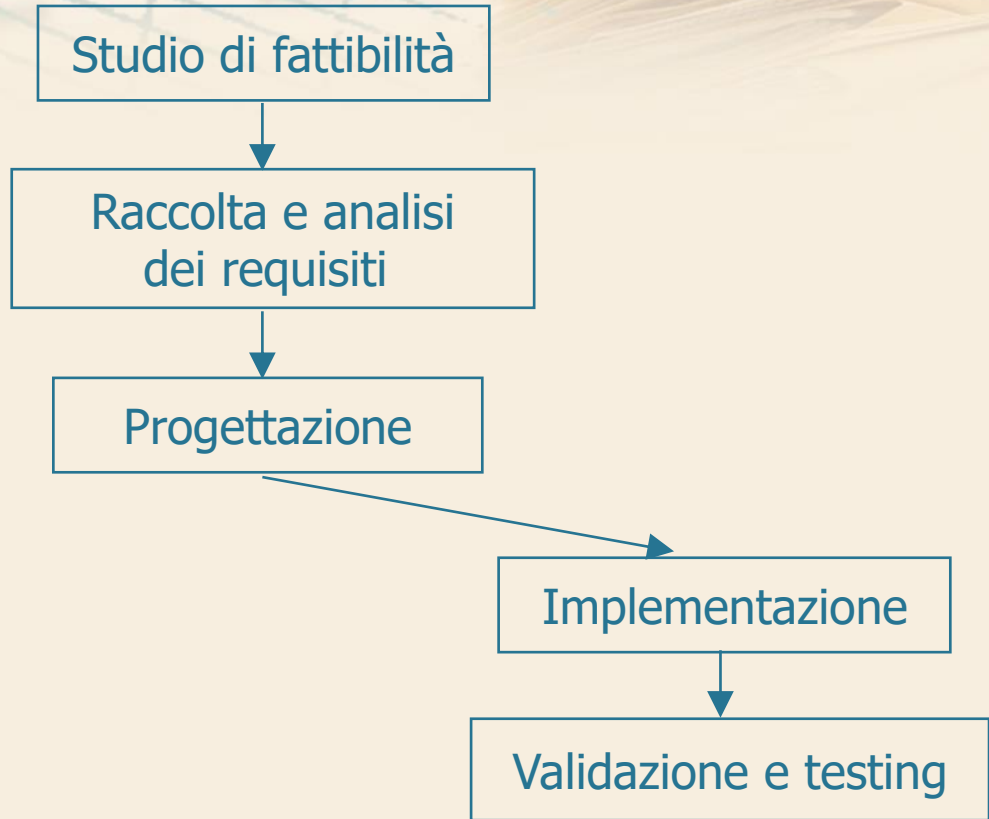 Studio di fattibilità
Raccolta e analisi
dei requisiti
Progettazione
Implementazione
Validazione e testing